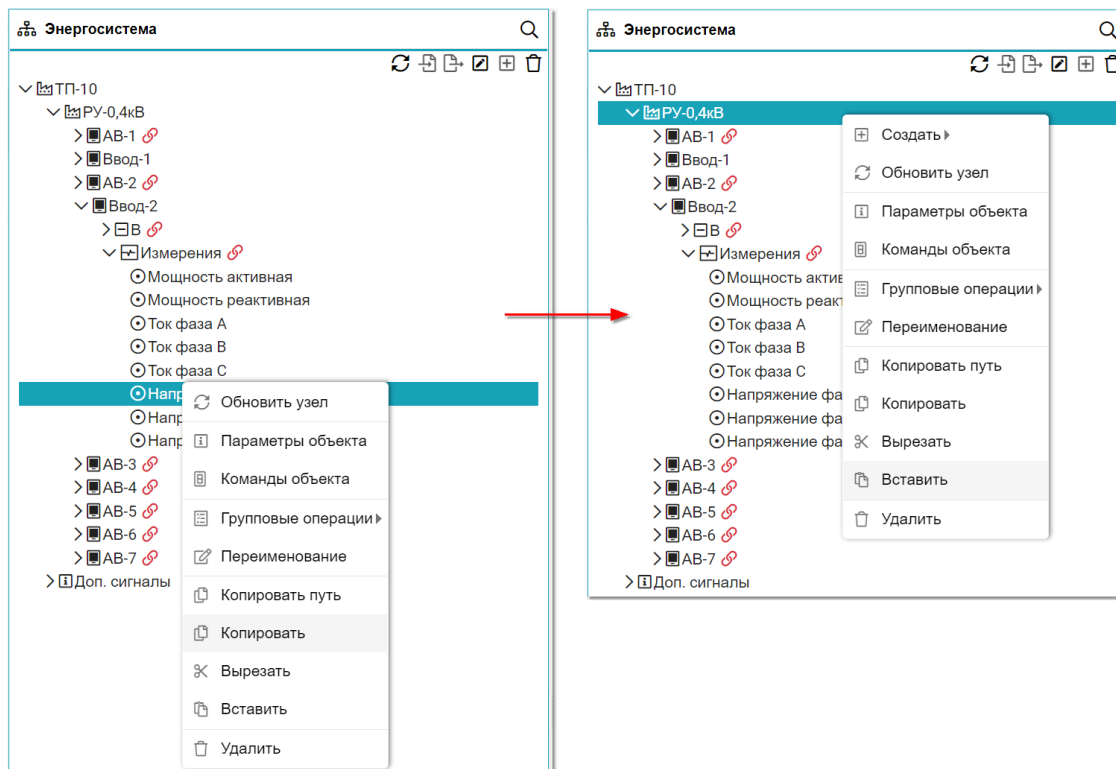 Энергосистема
ТП-10
РУ-0,4кВ
АВ-1
Ввод-1
АВ-2
Ввод-2
В
Измерения
Мощность активная
Мощность реактивная
Ток фаза А
Ток фаза В
Ток фаза С
Напр
Напр
Напр
АВ-3
АВ-4
АВ-5
АВ-6
АВ-7
Доп. сигналы
Обновить узел
Параметры объекта
Команды объекта
Групповые операции
Переименование
Копировать путь
Копировать
Вырезать
Вставить
Удалить
Энергосистема
ТП-10
РУ-0,4кВ
АВ-1
Ввод-1
АВ-2
Ввод-2
В
Измерения
Мощность актив
Мощность реакт
Ток фаза А
Ток фаза В
Ток фаза С
Напряжение фа
Напряжение фа
Напряжение фа
АВ-3
АВ-4
АВ-5
АВ-6
АВ-7
Доп. сигналы
Создать
Обновить узел
Параметры объекта
Команды объекта
Групповые операции
Переименование
Копировать путь
Копировать
Вырезать
Вставить
Удалить